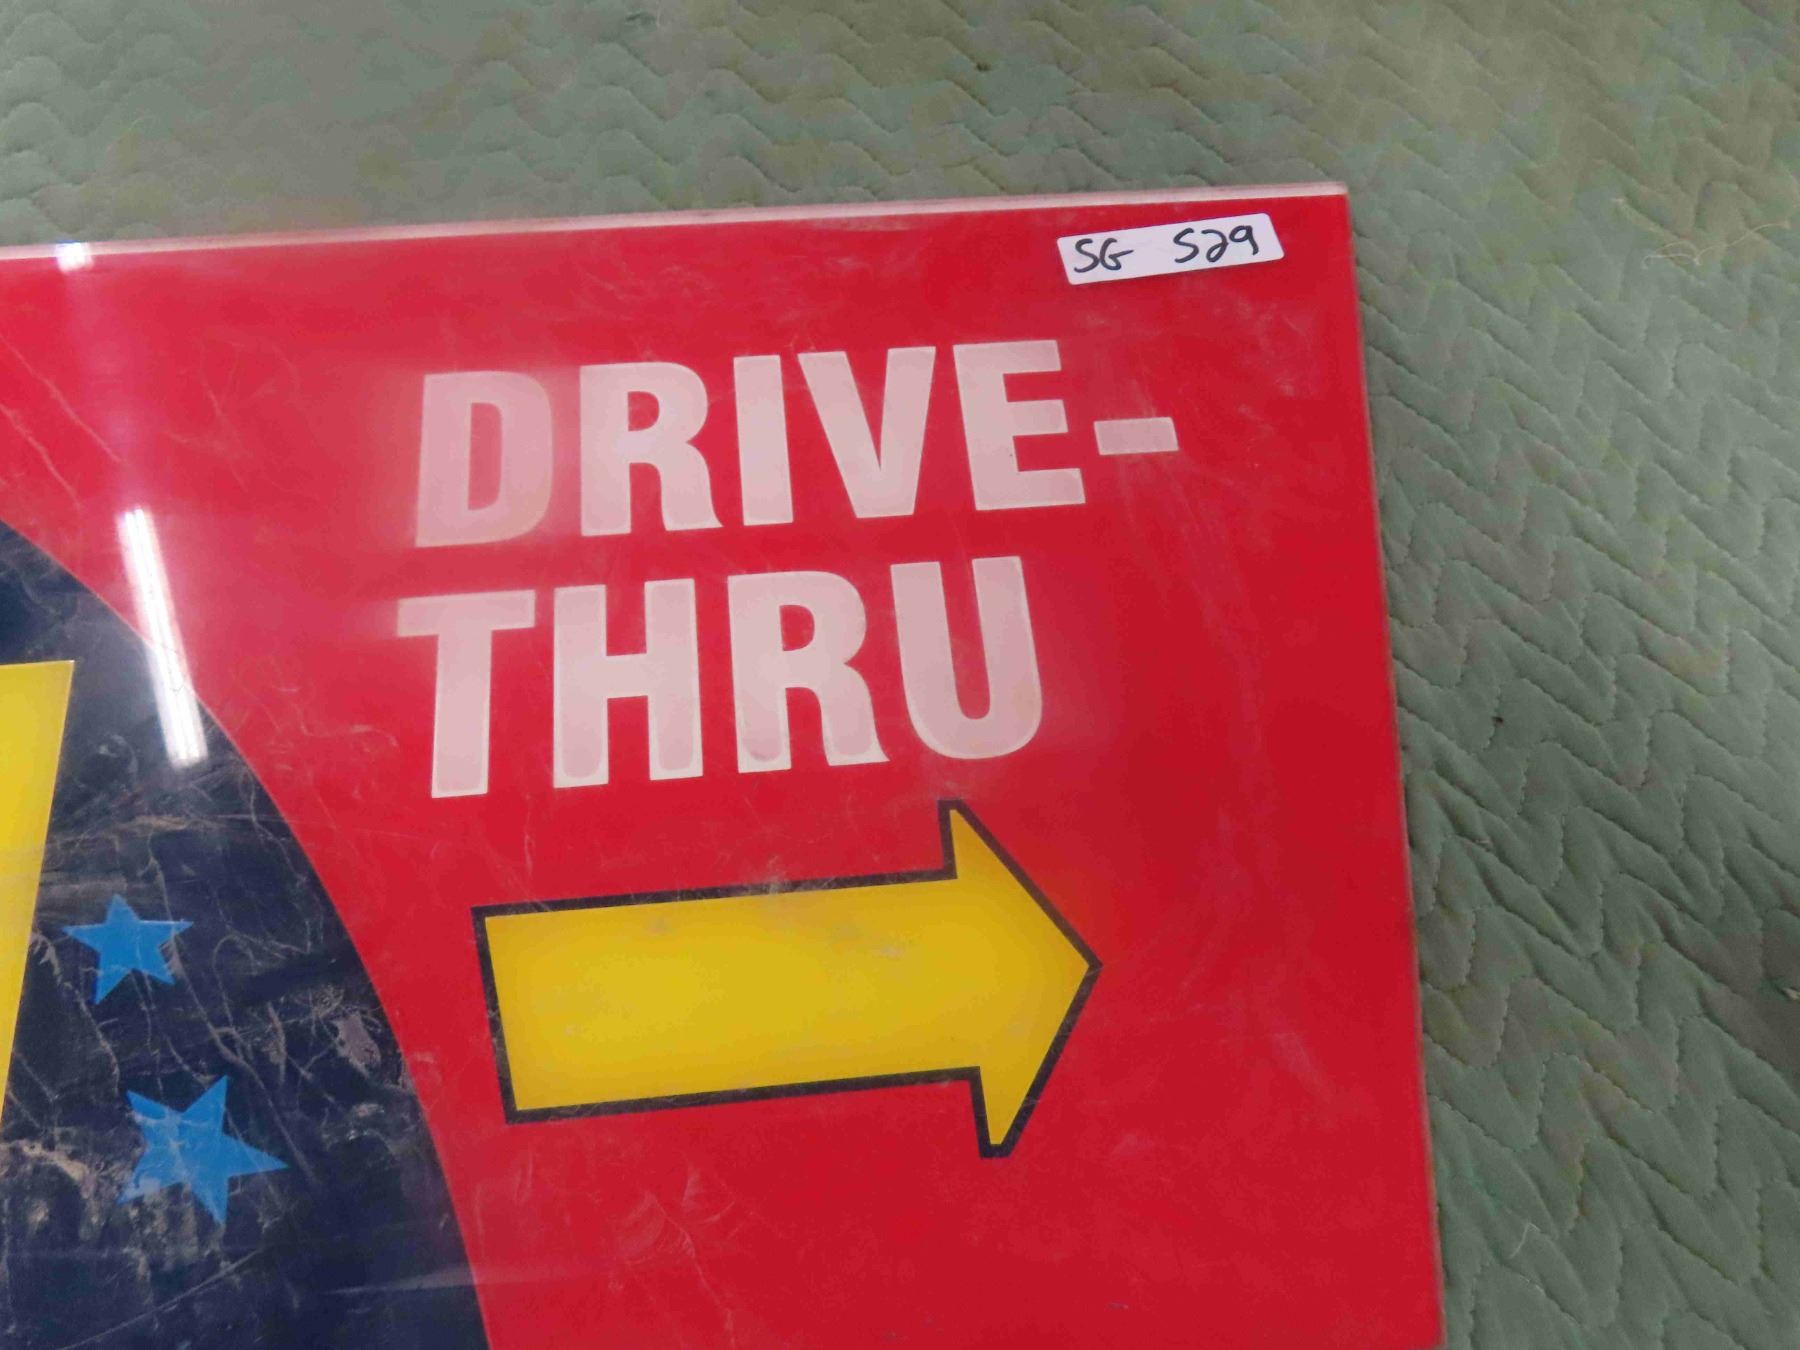 SG S29
DRIVE-
THRU